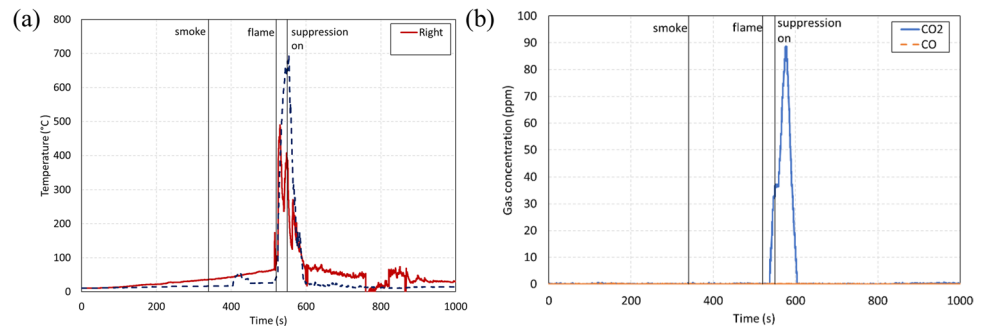 (a)
800
700
600
500
400
300
200
100
0
Temperature (°C)
smoke
flame
suppression
on
Right
0
200
400
600
800
1000
Time (s)
(b)
100
90
80
70
60
50
40
30
20
10
0
Gas concentration (ppm)
smoke
flame
suppression
on
CO2
CO
0
200
400
600
800
1000
Time (s)